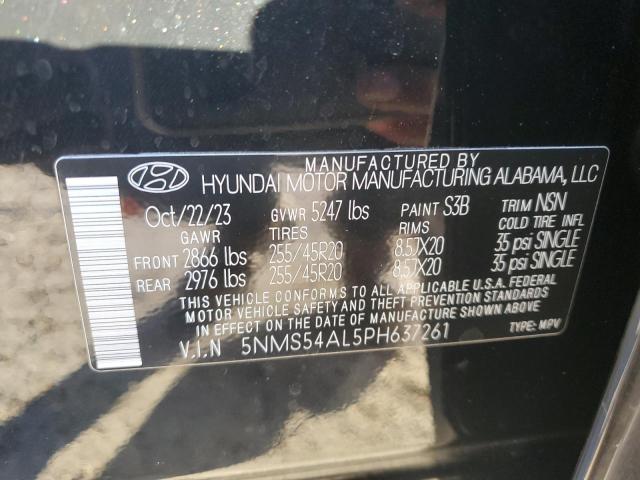 MANUFACTURED BY
HYUNDAI MOTOR MANUFACTURING ALABAMA, LLC
Oct/22/23 GVWR 5247 lbs PAINT S3B TRIM NSN
GAWR TIRES RIMS COLD TIRE INFL
FRONT 2866 lbs 255/45R20 8.5JX20 35 psi SINGLE
REAR 2976 lbs 255/45R20 8.5JX20 35 psi SINGLE
THIS VEHICLE CONFORMS TO ALL APPLICABLE U.S.A. FEDERAL
MOTOR VEHICLE SAFETY AND THEFT PREVENTION STANDARDS
IN EFFECT ON THE DATE OF MANUFACTURE SHOWN ABOVE.
V.I.N 5NMS54AL5PH637261 TYPE: MPV